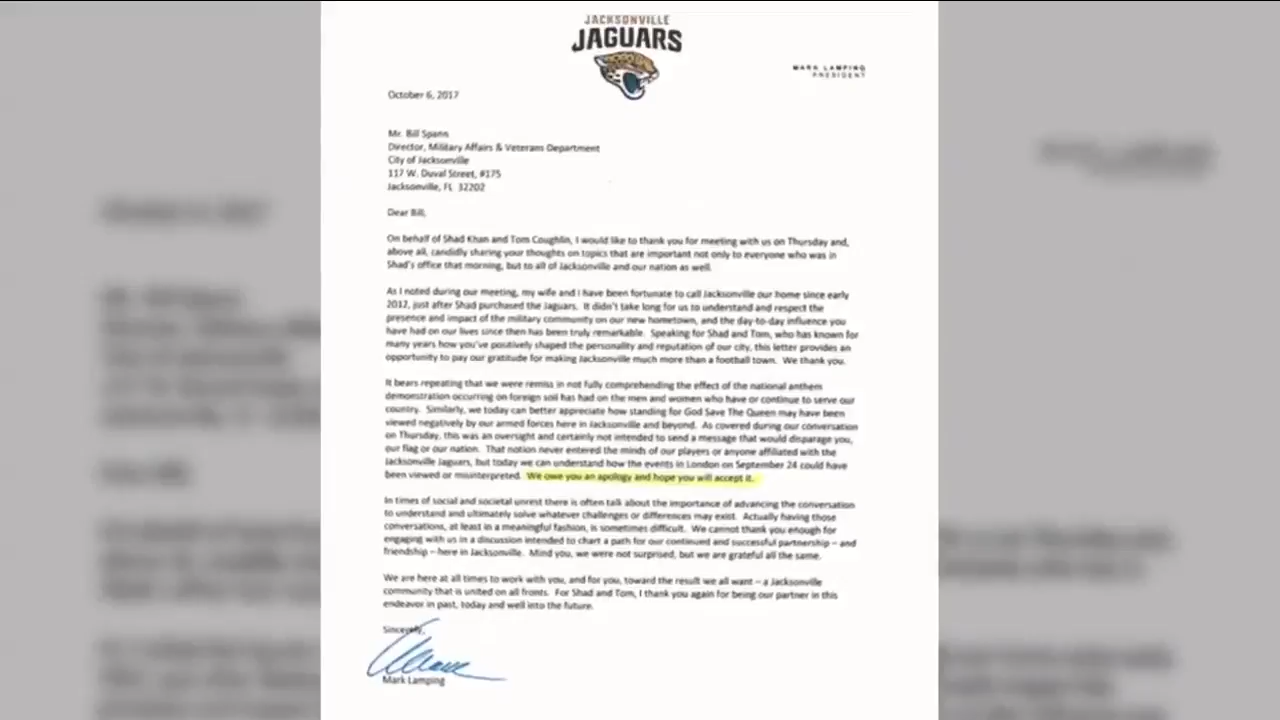 JACKSONVILLE
JAGUARS
MARK LAMPING
PRESIDENT
October 6, 2017
Mr. Bill Spann
Director, Military Affairs & Veterans Department
City of Jacksonville
117 W. Duval Street, #175
Jacksonville, FL 32202
Dear Bill,
On behalf of Shad Khan and Tom Coughlin, I would like to thank you for meeting with us on Thursday and,
above all, candidly sharing your thoughts on topics that are important not only to everyone who was in
Shad's office that morning, but to all of Jacksonville and our nation as well.
As I noted during our meeting, my wife and I have been fortunate to call Jacksonville our home since early
2012, just after Shad purchased the Jaguars. It didn't take long for us to understand and respect the
presence and impact of the military community on our new hometown, and the day-to-day influence you
have had on our lives since then has been truly remarkable. Speaking for Shad and Tom, who has known for
many years how you've positively shaped the personality and reputation of our city, this letter provides an
opportunity to pay our gratitude for making Jacksonville much more than a football town. We thank you.
It bears repeating that we were remiss in not fully comprehending the effect of the national anthem
demonstration occurring on foreign soil has had on the men and women who have or continue to serve our
country. Similarly, we today can better appreciate how standing for God Save The Queen may have been
viewed negatively by our armed forces here in Jacksonville and beyond. As covered during our conversation
on Thursday, this was an oversight and certainly not intended to send a message that would disparage you,
our flag or our nation. That notion never entered the minds of our players or anyone affiliated with the
Jacksonville Jaguars, but today we can understand how the events in London on September 24 could have
been viewed or misinterpreted. We owe you an apology and hope you will accept it.
In times of social and societal unrest there is often talk about the importance of advancing the conversation
to understand and ultimately solve whatever challenges or differences may exist. Actually having those
conversations, at least in a meaningful fashion, is sometimes difficult. We cannot thank you enough for
engaging with us in a discussion intended to chart a path for our continued and successful partnership – and
friendship – here in Jacksonville. Mind you, we were not surprised, but we are grateful all the same.
We are here at all times to work with you, and for you, toward the result we all want – a Jacksonville
community that is united on all fronts. For Shad and Tom, I thank you again for being our partner in this
endeavor in past, today and well into the future.
Sincerely,
Mark Lamping